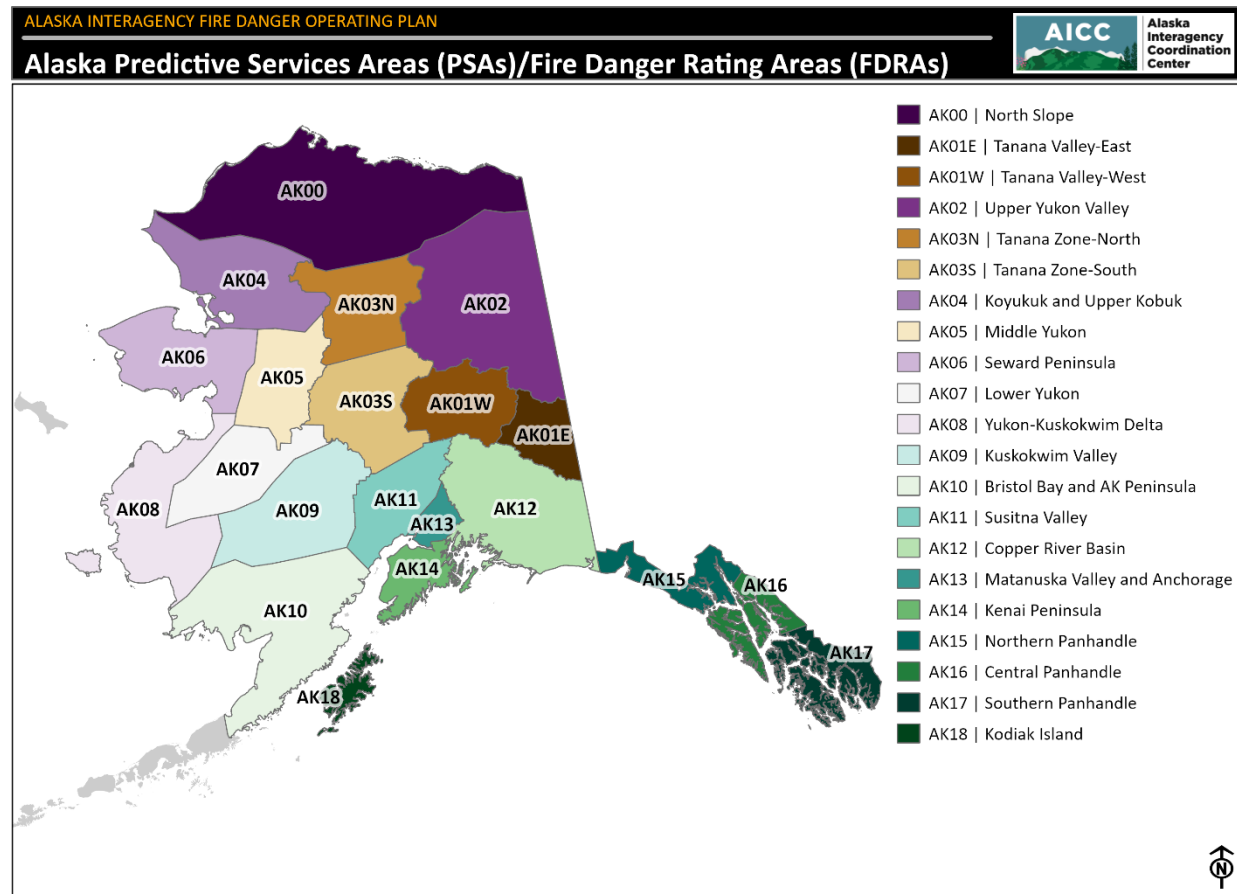 ALASKA INTERAGENCY FIRE DANGER OPERATING PLAN
Alaska Predictive Services Areas (PSAs)/Fire Danger Rating Areas (FDRAs)
AICC
Alaska
Interagency
Coordination
Center
AK00
AK04
AK03N
AK02
AK06
AK05
AK03S
AK01W
AK01E
AK07
AK08
AK09
AK11
AK12
AK13
AK14
AK10
AK15
AK16
AK17
AK18
AK00 | North Slope
AK01E | Tanana Valley-East
AK01W | Tanana Valley-West
AK02 | Upper Yukon Valley
AK03N | Tanana Zone-North
AK03S | Tanana Zone-South
AK04 | Koyukuk and Upper Kobuk
AK05 | Middle Yukon
AK06 | Seward Peninsula
AK07 | Lower Yukon
AK08 | Yukon-Kuskokwim Delta
AK09 | Kuskokwim Valley
AK10 | Bristol Bay and AK Peninsula
AK11 | Susitna Valley
AK12 | Copper River Basin
AK13 | Matanuska Valley and Anchorage
AK14 | Kenai Peninsula
AK15 | Northern Panhandle
AK16 | Central Panhandle
AK17 | Southern Panhandle
AK18 | Kodiak Island
N